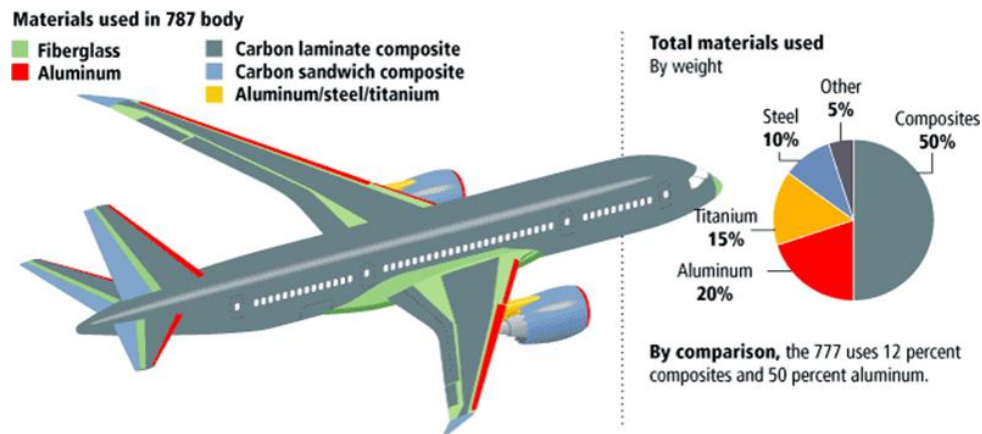 Materials used in 787 body
Fiberglass
Aluminum
Carbon laminate composite
Carbon sandwich composite
Aluminum/steel/titanium
Total materials used
By weight
Other
5%
Steel
10%
Composites
50%
Titanium
15%
Aluminum
20%
By comparison, the 777 uses 12 percent
composites and 50 percent aluminum.